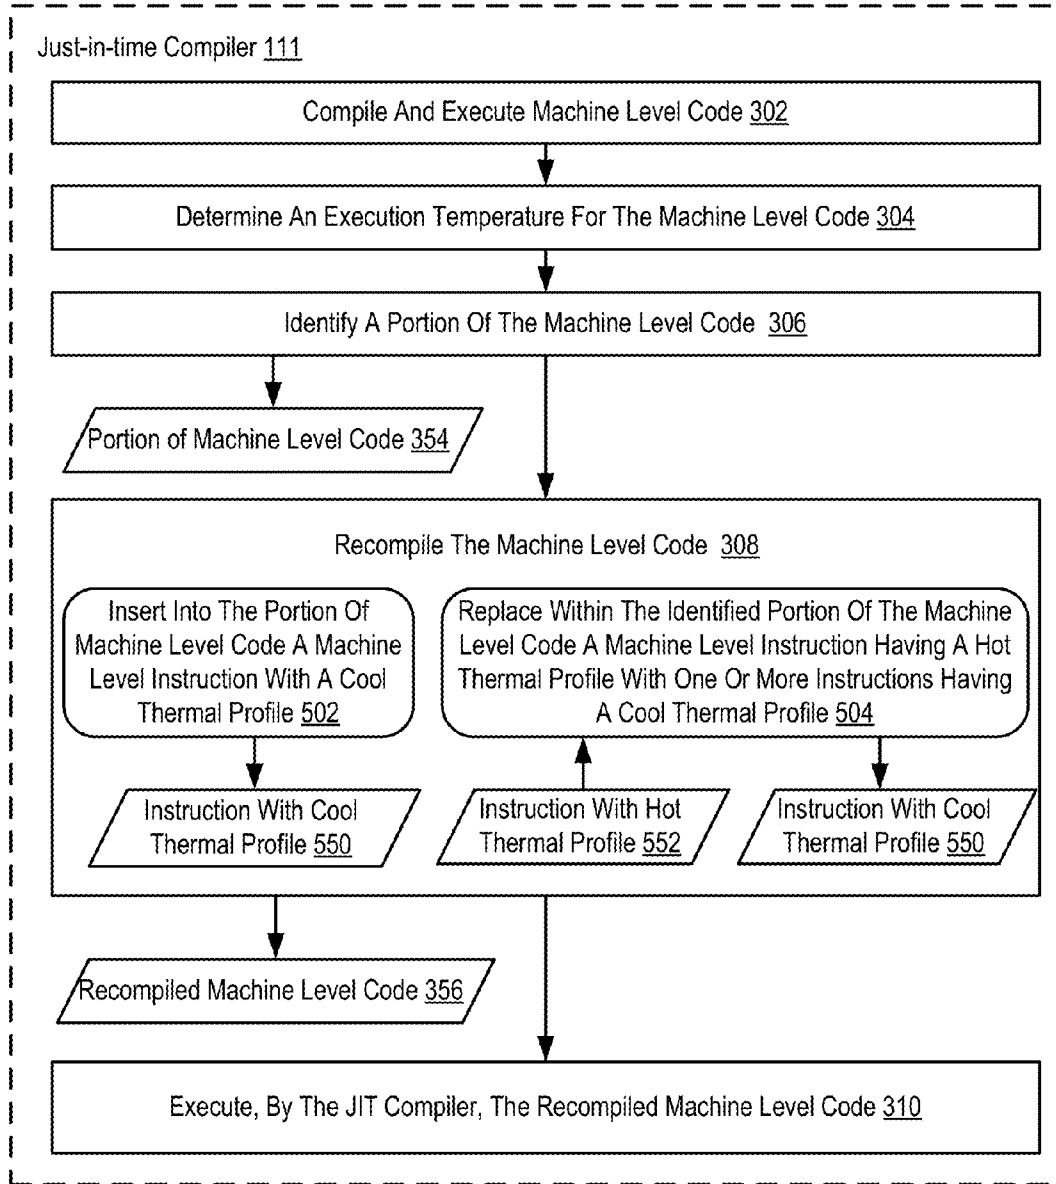 Just-in-time Compiler 111
Compile And Execute Machine Level Code 302
Determine An Execution Temperature For The Machine Level Code 304
Identify A Portion Of The Machine Level Code 306
Portion of Machine Level Code 354
Recompile The Machine Level Code 308
Insert Into The Portion Of
Machine Level Code A Machine
Level Instruction With A Cool
Thermal Profile 502
Replace Within The Identified Portion Of The Machine
Level Code A Machine Level Instruction Having A Hot
Thermal Profile With One Or More Instructions Having
A Cool Thermal Profile 504
Instruction With Cool
Thermal Profile 550
Instruction With Hot
Thermal Profile 552
Instruction With Cool
Thermal Profile 550
Recompiled Machine Level Code 356
Execute, By The JIT Compiler, The Recompiled Machine Level Code 310